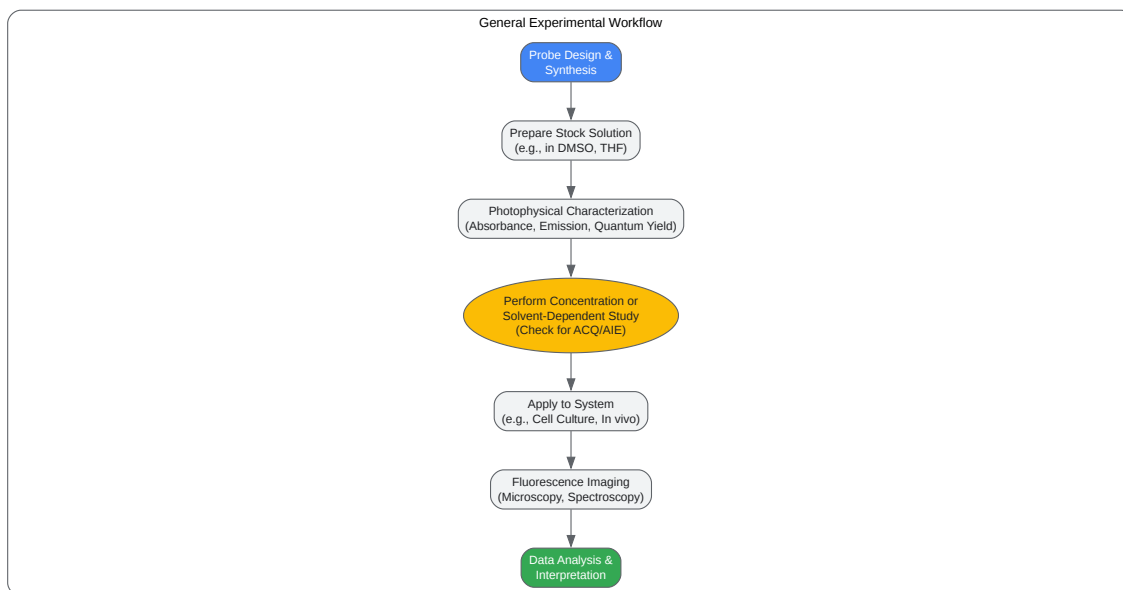 General Experimental Workflow
Probe Design &
Synthesis
Prepare Stock Solution
(e.g., in DMSO, THF)
Photophysical Characterization
(Absorbance, Emission, Quantum Yield)
Perform Concentration or
Solvent-Dependent Study
(Check for ACQ/AIE)
Apply to System
(e.g., Cell Culture, In vivo)
Fluorescence Imaging
(Microscopy, Spectroscopy)
Data Analysis &
Interpretation